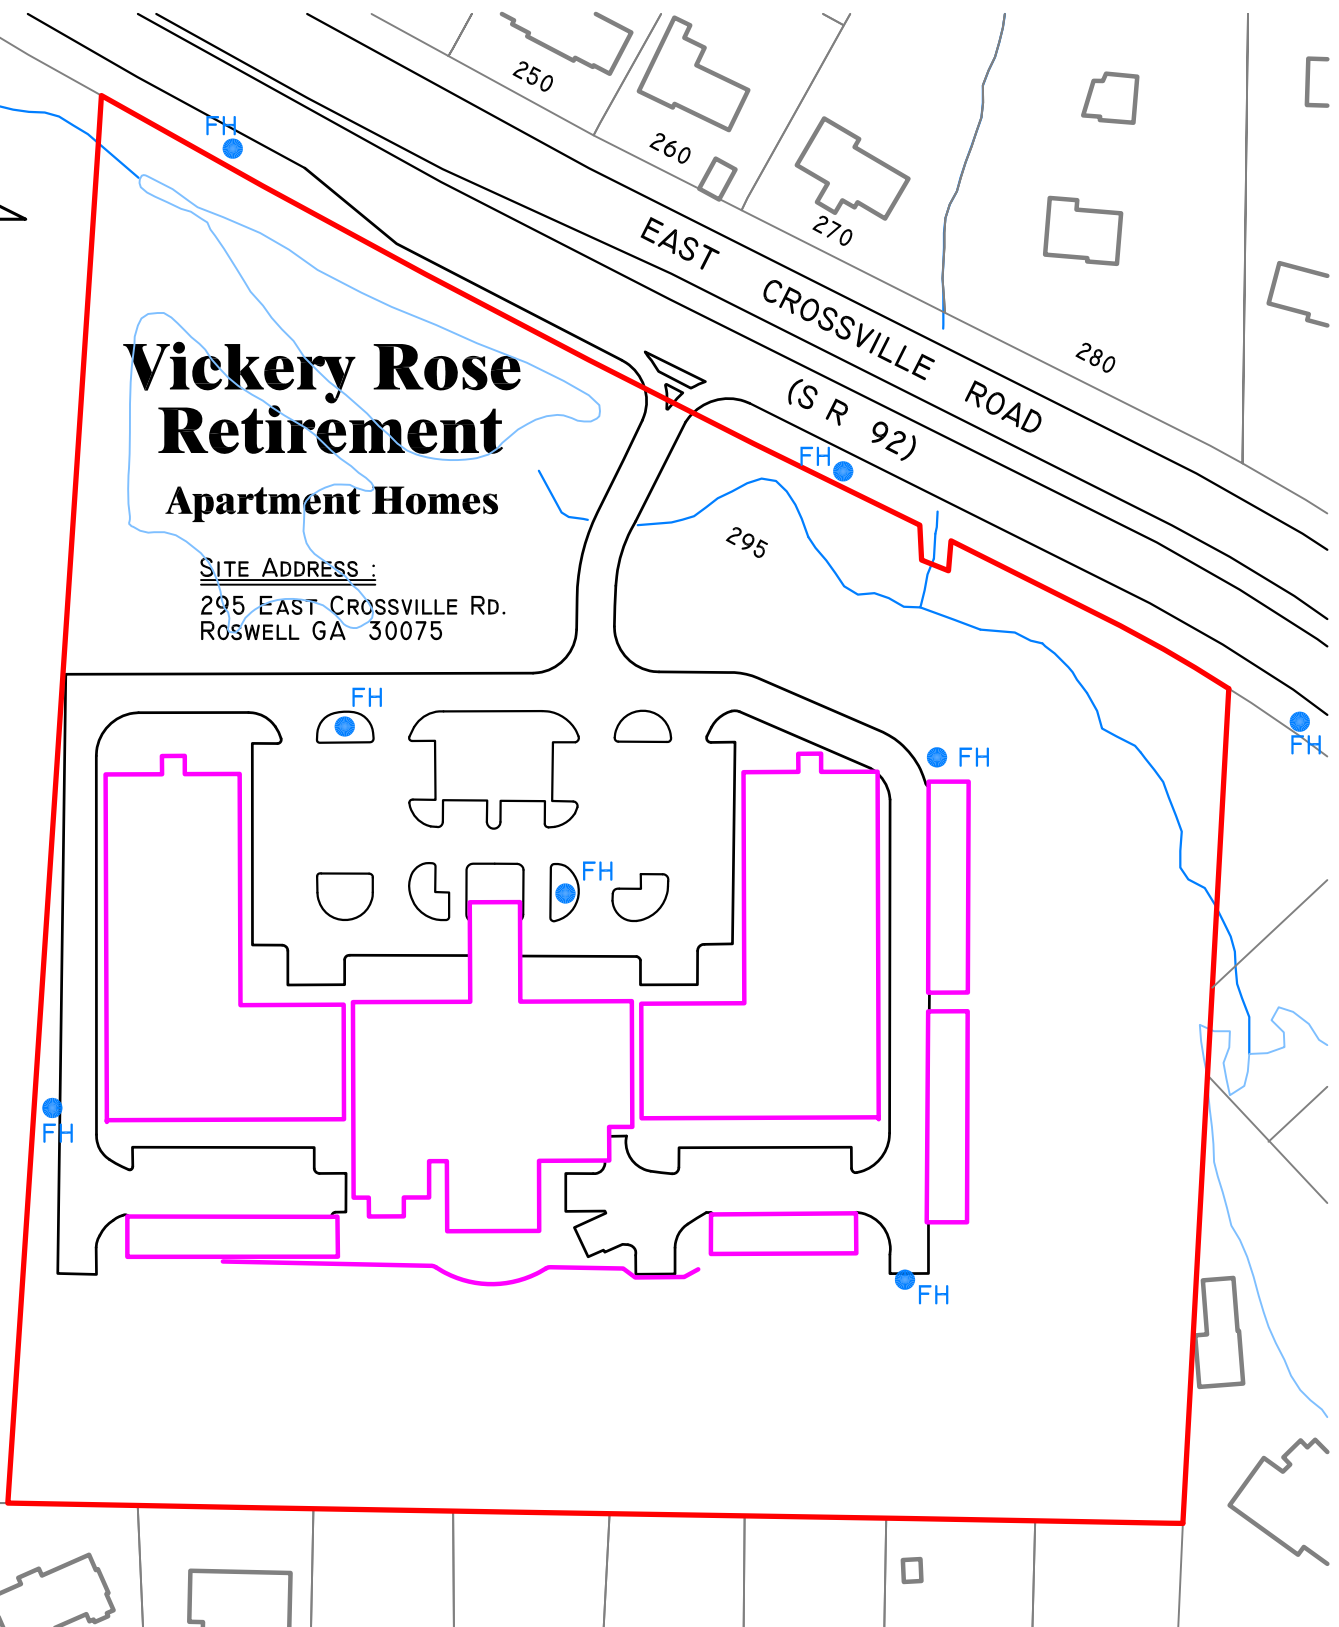 250
FH
260
270
EAST CROSSVILLE ROAD
280
(S R 92)
Vickery Rose
Retirement
Apartment Homes
FH
295
SITE ADDRESS :
295 EAST CROSSVILLE RD.
ROSWELL GA 30075
FH
FH
FH
FH
FH
FH